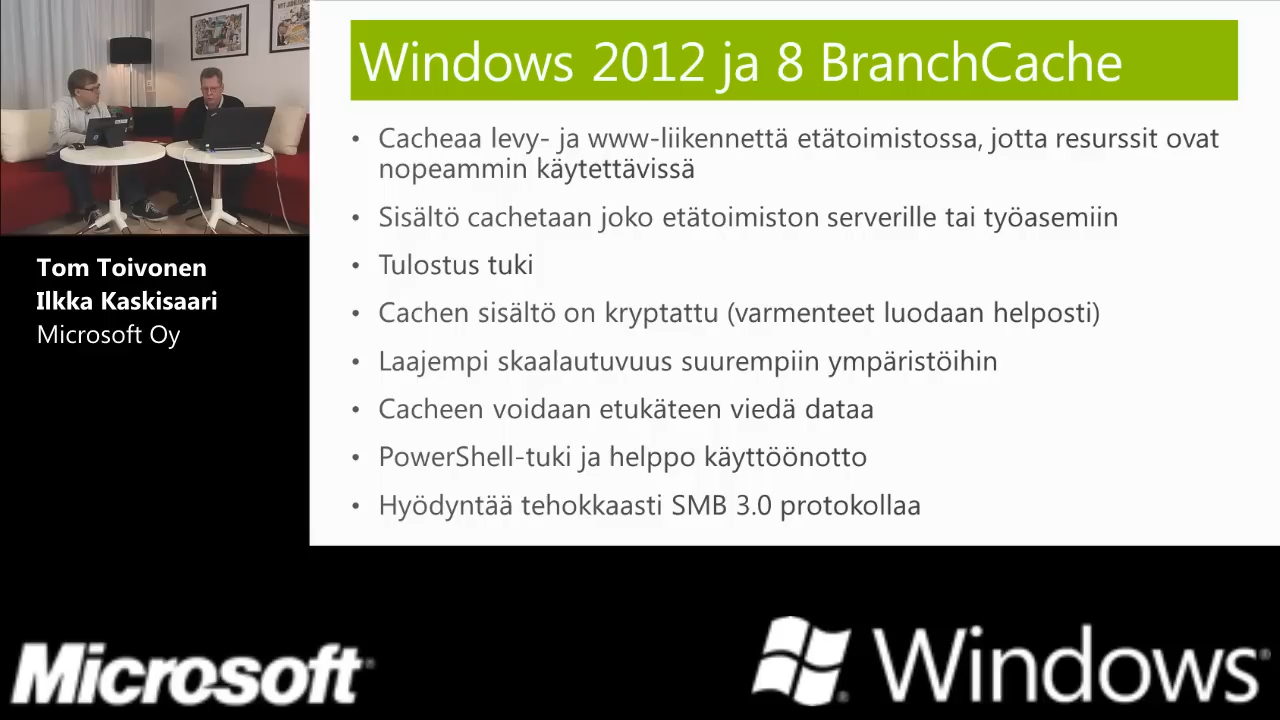 Windows 2012 ja 8 BranchCache
• Cacheaa levy- ja www-liikennettä etätoimistossa, jotta resurssit ovat
nopeammin käytettävissä
• Sisältö cachetaan joko etätoimiston serverille tai työasemiin
• Tulostus tuki
• Cachen sisältö on kryptattu (varmenteet luodaan helposti)
• Laajempi skaalautuvuus suurempiin ympäristöihin
• Cacheen voidaan etukäteen viedä dataa
• PowerShell-tuki ja helppo käyttöönotto
• Hyödyntää tehokkaasti SMB 3.0 protokollaa
Tom Toivonen
Ilkka Kaskisaari
Microsoft Oy
Microsoft®
Windows®